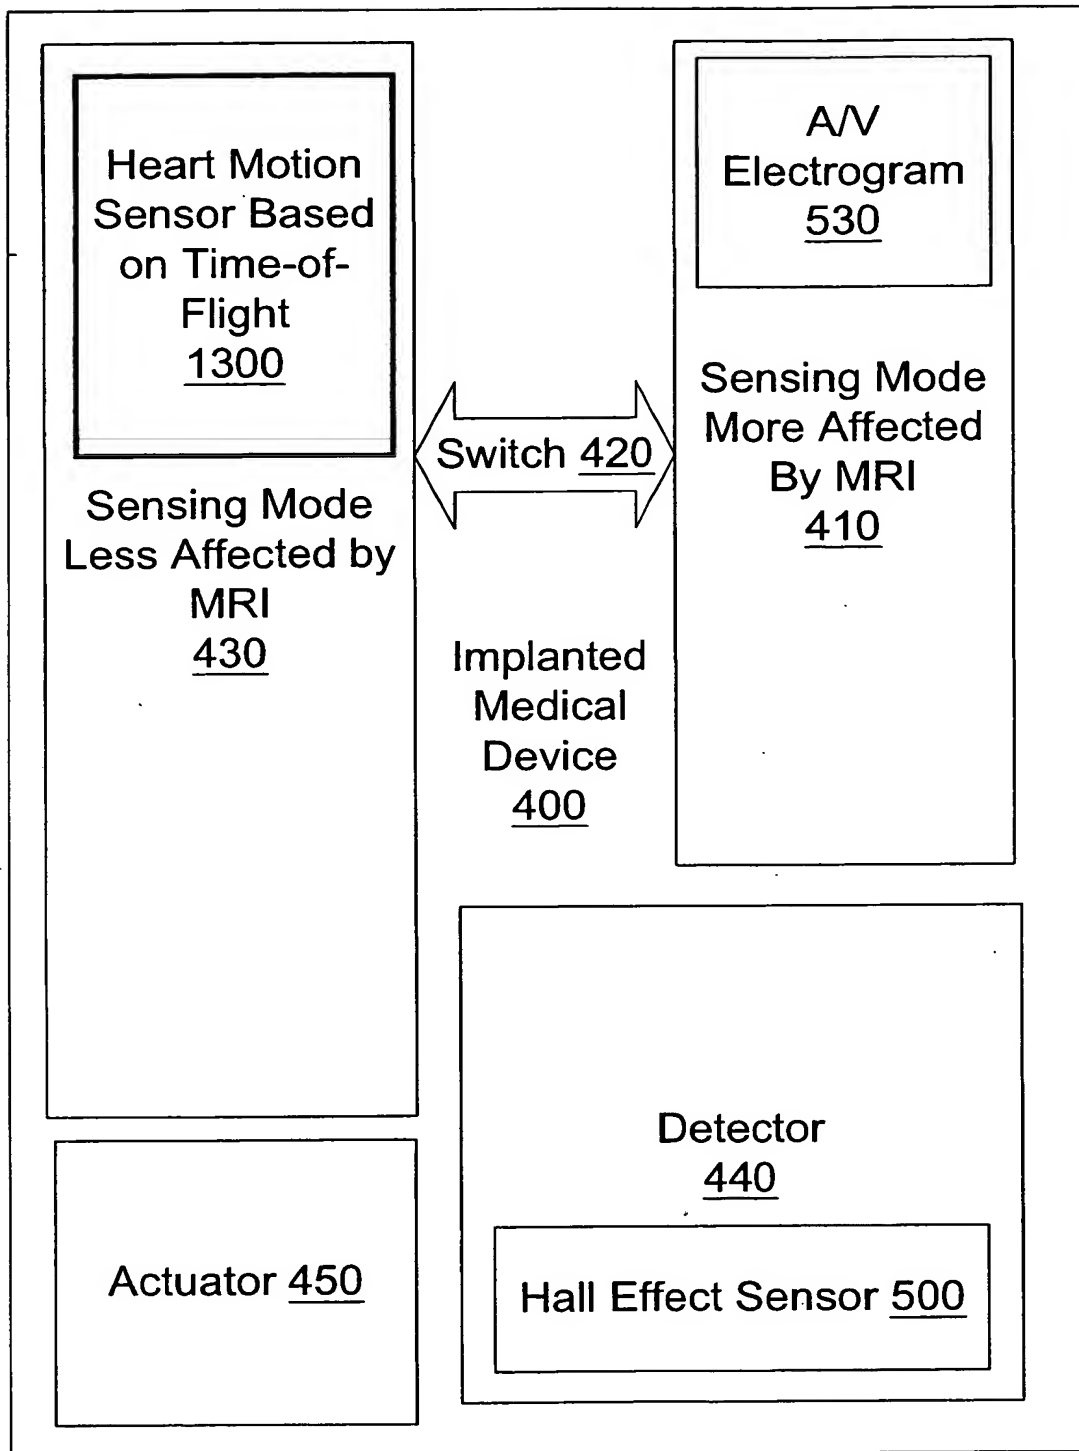 Heart Motion
Sensor Based
on Time-of-
Flight
1300
Sensing Mode
Less Affected by
MRI
430
Switch 420
A/V
Electrogram
530
Sensing Mode
More Affected
By MRI
410
Implanted
Medical
Device
400
Detector
440
Hall Effect Sensor 500
Actuator 450